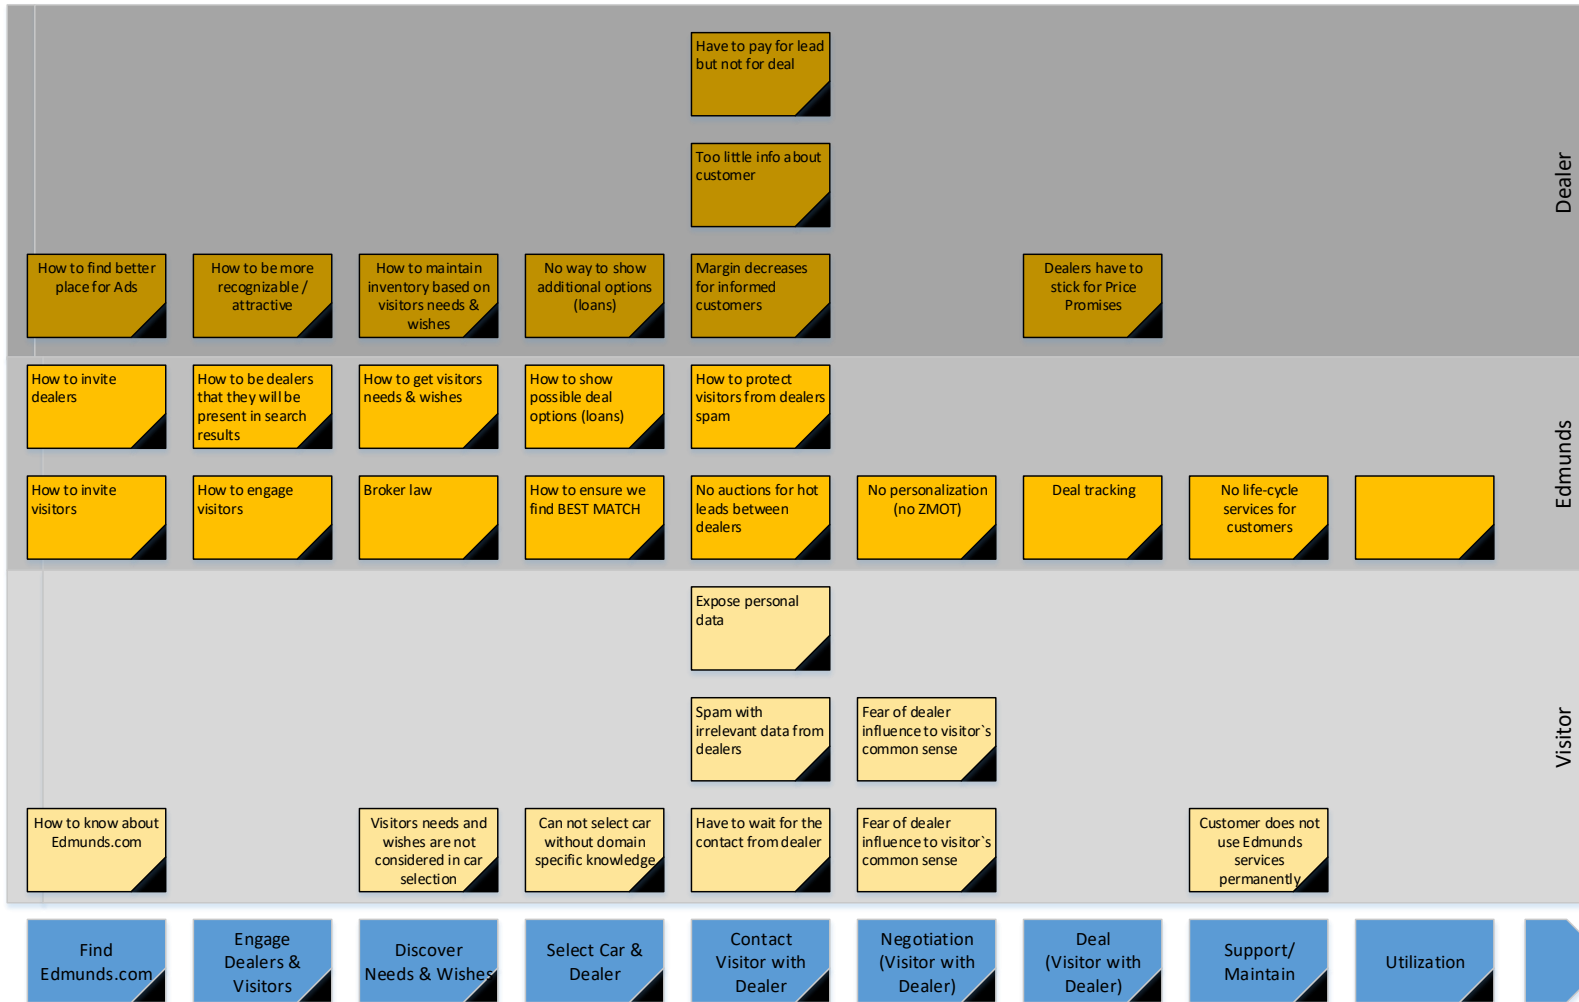 Have to pay for lead
but not for deal
Too little info about
customer
Dealer
How to find better
place for Ads
How to be more
recognizable /
attractive
How to maintain
inventory based on
visitors needs &
wishes
No way to show
additional options
(loans)
Margin decreases
for informed
customers
Dealers have to
stick for Price
Promises
How to invite
dealers
How to be dealers
that they will be
present in search
results
How to get visitors
needs & wishes
How to show
possible deal
options (loans)
How to protect
visitors from dealers
spam
Edmunds
How to invite
visitors
How to engage
visitors
Broker law
How to ensure we
find BEST MATCH
No auctions for hot
leads between
dealers
No personalization
(no ZMOT)
Deal tracking
No life-cycle
services for
customers
Expose personal
data
Spam with
irrelevant data from
dealers
Fear of dealer
influence to visitor`s
common sense
Visitor
How to know about
Edmunds.com
Visitors needs and
wishes are not
considered in car
selection
Can not select car
without domain
specific knowledge
Have to wait for the
contact from dealer
Fear of dealer
influence to visitor`s
common sense
Customer does not
use Edmunds
services
permanently
Find
Edmunds.com
Engage
Dealers &
Visitors
Discover
Needs & Wishes
Select Car &
Dealer
Contact
Visitor with
Dealer
Negotiation
(Visitor with
Dealer)
Deal
(Visitor with
Dealer)
Support/
Maintain
Utilization